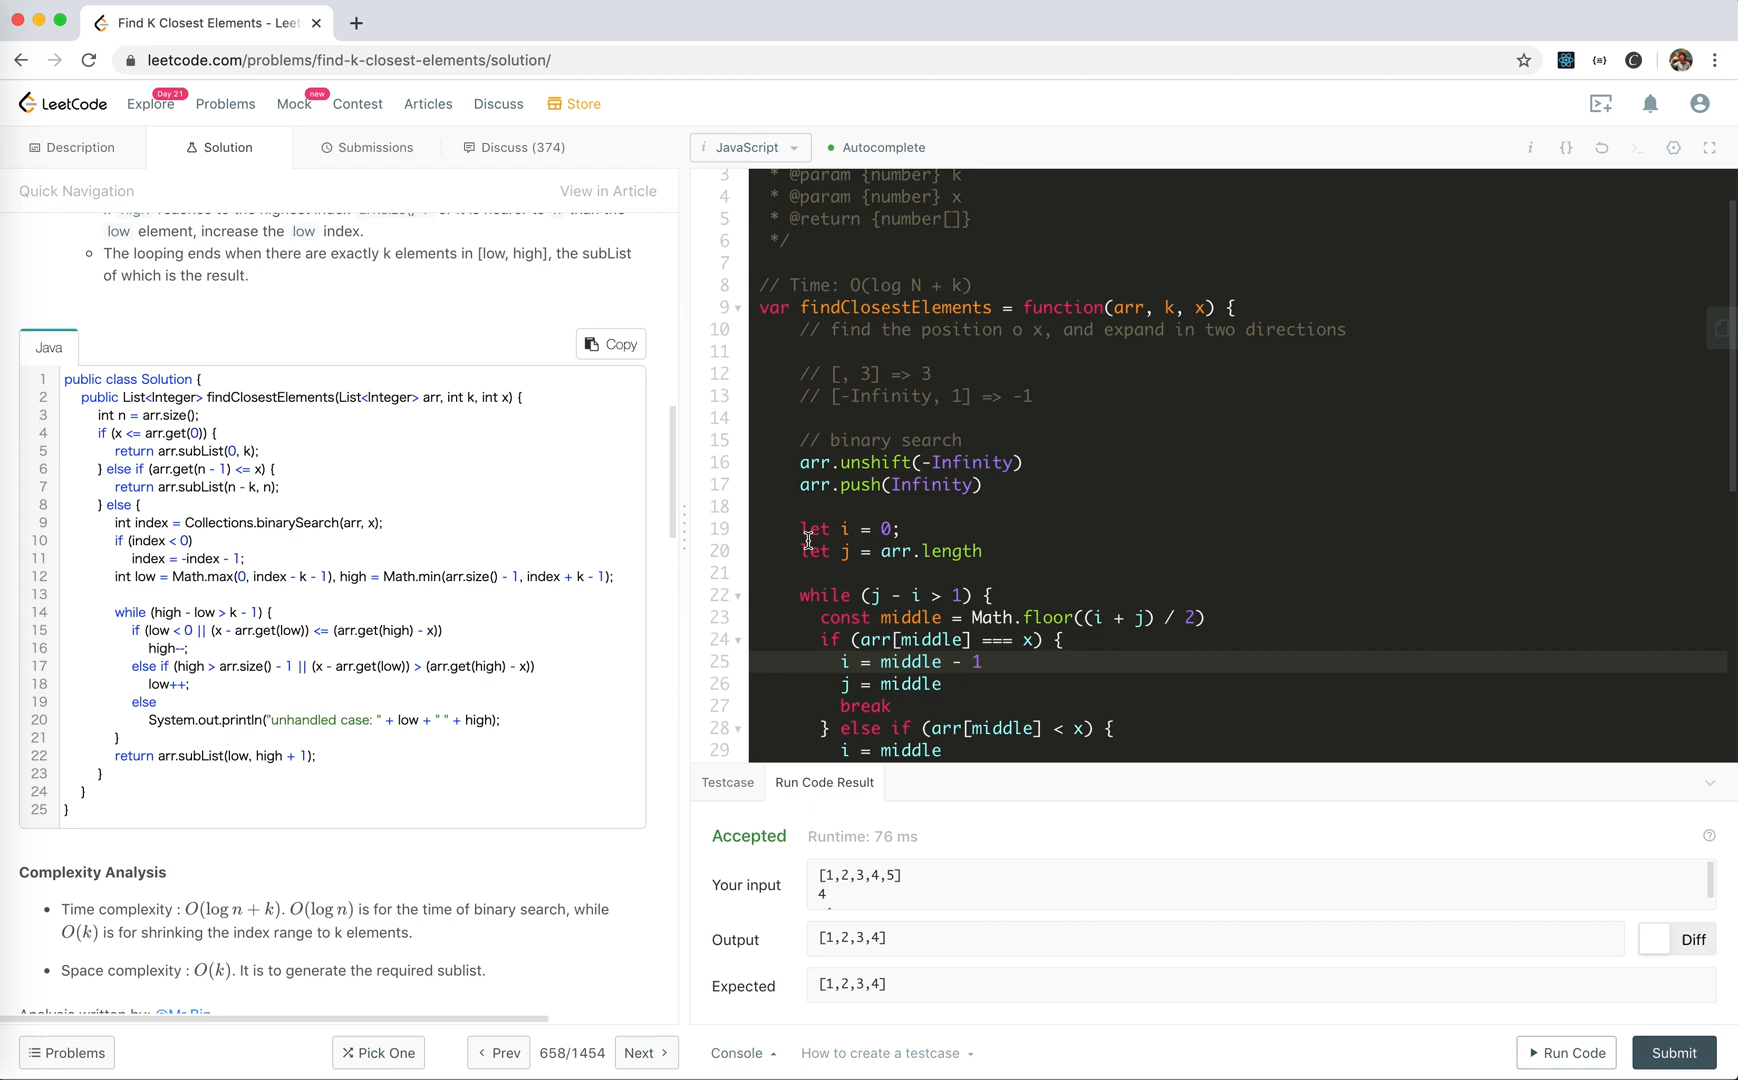 Find K Closest Elements - Leet
leetcode.com/problems/find-k-closest-elements/solution/
LeetCode
Explore
Day 21
Problems
Mock
new
Contest
Articles
Discuss
Store
Description
Solution
Submissions
Discuss (374)
Quick Navigation
View in Article
low element, increase the low index.
The looping ends when there are exactly k elements in [low, high], the subList
of which is the result.
Java
Copy
1 public class Solution {
2 public List<Integer> findClosestElements(List<Integer> arr, int k, int x) {
3 int n = arr.size();
4 if (x <= arr.get(0)) {
5 return arr.subList(0, k);
6 } else if (arr.get(n - 1) <= x) {
7 return arr.subList(n - k, n);
8 } else {
9 int index = Collections.binarySearch(arr, x);
10 if (index < 0)
11 index = -index - 1;
12 int low = Math.max(0, index - k - 1), high = Math.min(arr.size() - 1, index + k - 1);
13
14 while (high - low > k - 1) {
15 if (low < 0 || (x - arr.get(low)) <= (arr.get(high) - x))
16 high--;
17 else if (high > arr.size() - 1 || (x - arr.get(low)) > (arr.get(high) - x))
18 low++;
19 else
20 System.out.println("unhandled case: " + low + " " + high);
21 }
22 return arr.subList(low, high + 1);
23 }
24 }
25 }
Complexity Analysis
Time complexity : O(log n + k). O(log n) is for the time of binary search, while
O(k) is for shrinking the index range to k elements.
Space complexity : O(k). It is to generate the required sublist.
Analysis written by: @Mr.Bin
Problems
Pick One
Prev
658/1454
Next
JavaScript
Autocomplete
3 * @param {number} k
4 * @param {number} x
5 * @return {number[]}
6 */
7
8 // Time: O(log N + k)
9 var findClosestElements = function(arr, k, x) {
10 // find the position o x, and expand in two directions
11
12 // [, 3] => 3
13 // [-Infinity, 1] => -1
14
15 // binary search
16 arr.unshift(-Infinity)
17 arr.push(Infinity)
18
19 let i = 0;
20 let j = arr.length
21
22 while (j - i > 1) {
23 const middle = Math.floor((i + j) / 2)
24 if (arr[middle] === x) {
25 i = middle - 1
26 j = middle
27 break
28 } else if (arr[middle] < x) {
29 i = middle
Testcase
Run Code Result
Accepted
Runtime: 76 ms
Your input
[1,2,3,4,5]
4
Output
[1,2,3,4]
Diff
Expected
[1,2,3,4]
Console
How to create a testcase
Run Code
Submit